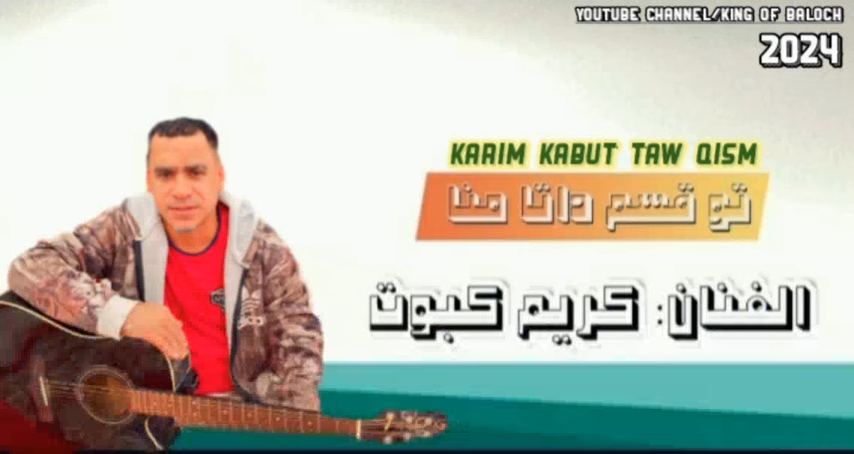 YOUTUBE CHANNEL/KING OF BALOCH
2024
KARIM KABUT TAW QISM
تو قسم داتا منا
الفنان: كريم كبوت